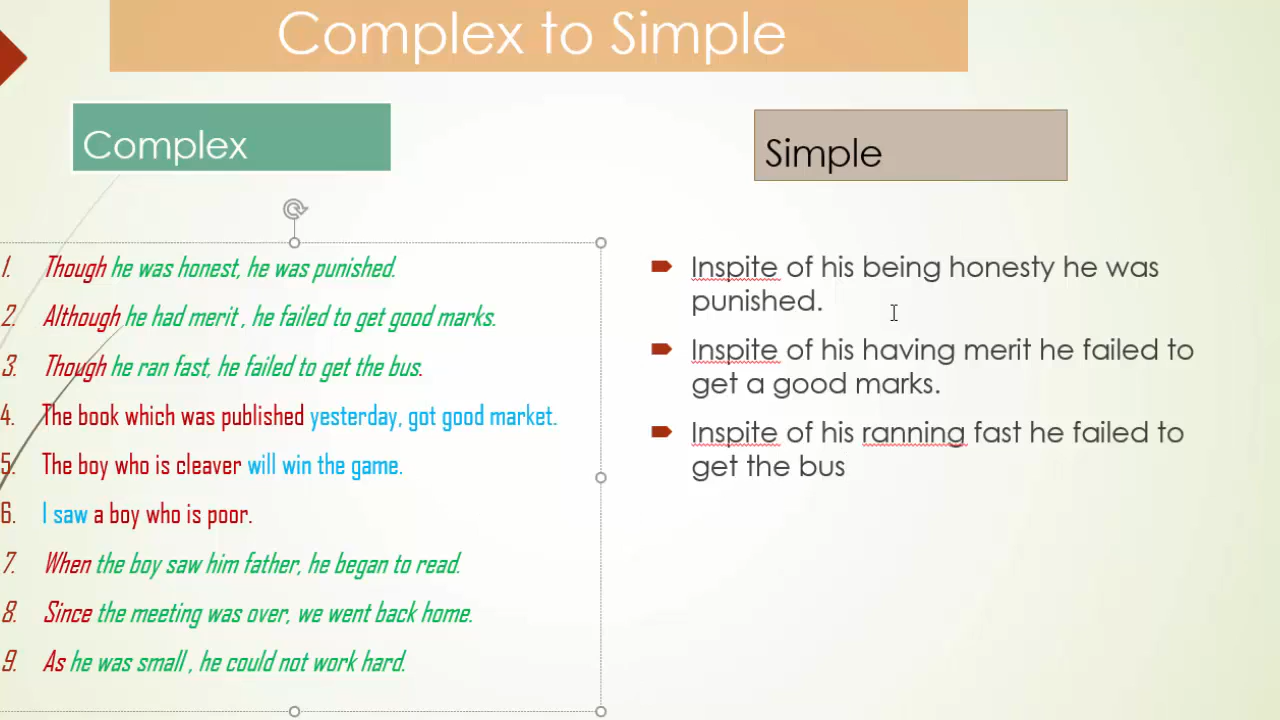 Complex to Simple
Complex
Simple
1. Though he was honest, he was punished.
2. Although he had merit , he failed to get good marks.
3. Though he ran fast, he failed to get the bus.
4. The book which was published yesterday, got good market.
5. The boy who is cleaver will win the game.
6. I saw a boy who is poor.
7. When the boy saw him father, he began to read.
8. Since the meeting was over, we went back home.
9. As he was small , he could not work hard.
Inspite of his being honesty he was
punished.
Inspite of his having merit he failed to
get a good marks.
Inspite of his ranning fast he failed to
get the bus